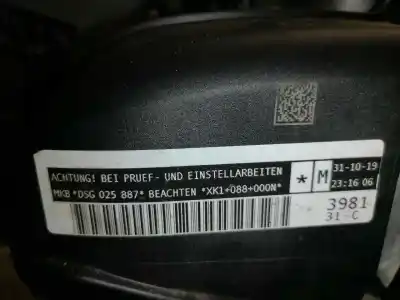 ACHTUNG! BEI PRUEF- UND EINSTELLARBEITEN
MKB *DSG 025 887* BEACHTEN *XK1+088+000N*
*
M
31-10-19
23:16 06
3981
31-C